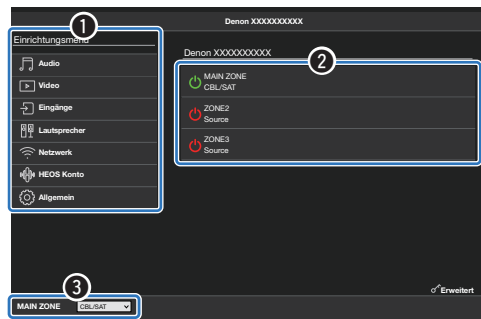 Denon XXXXXXXXXX
1
Einrichtungsmenü
Audio
Video
Eingänge
Lautsprecher
Netzwerk
HEOS Konto
Allgemein
Denon XXXXXXXXXX
2
MAIN ZONE
CBL/SAT
ZONE2
Source
ZONE3
Source
Erweitert
3
MAIN ZONE CBL/SAT